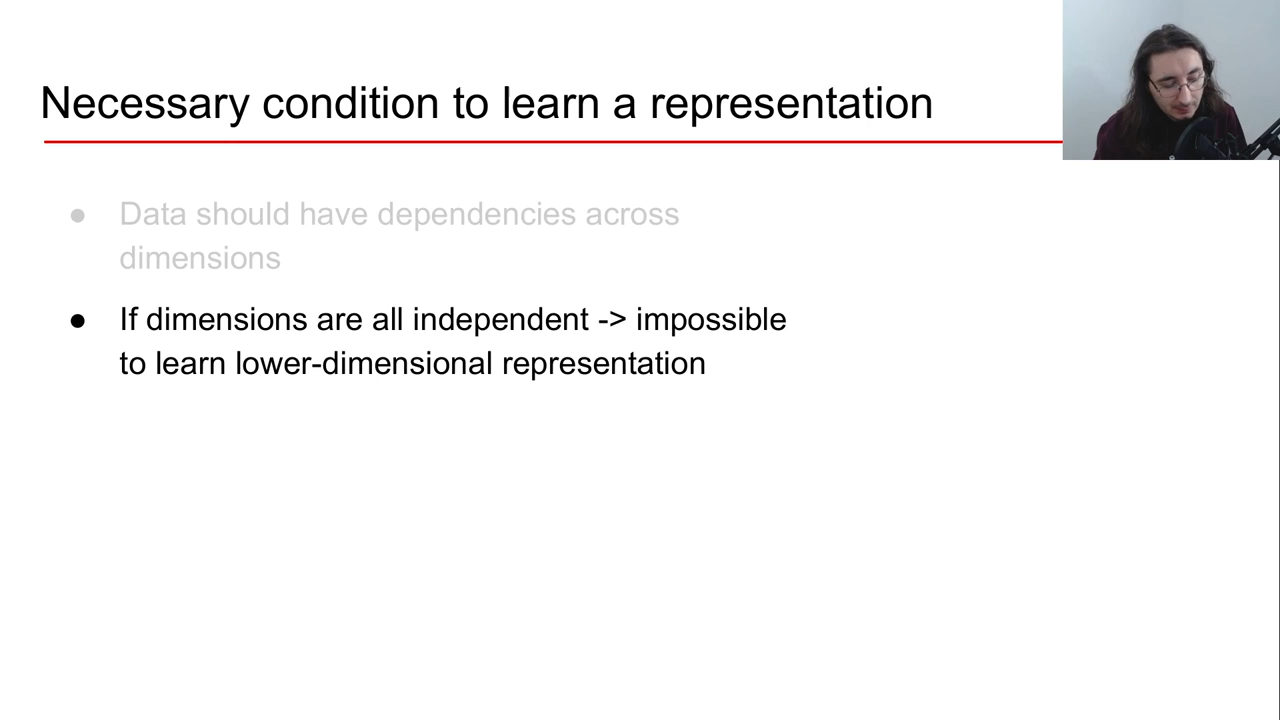 Necessary condition to learn a representation
● Data should have dependencies across
dimensions
● If dimensions are all independent -> impossible
to learn lower-dimensional representation